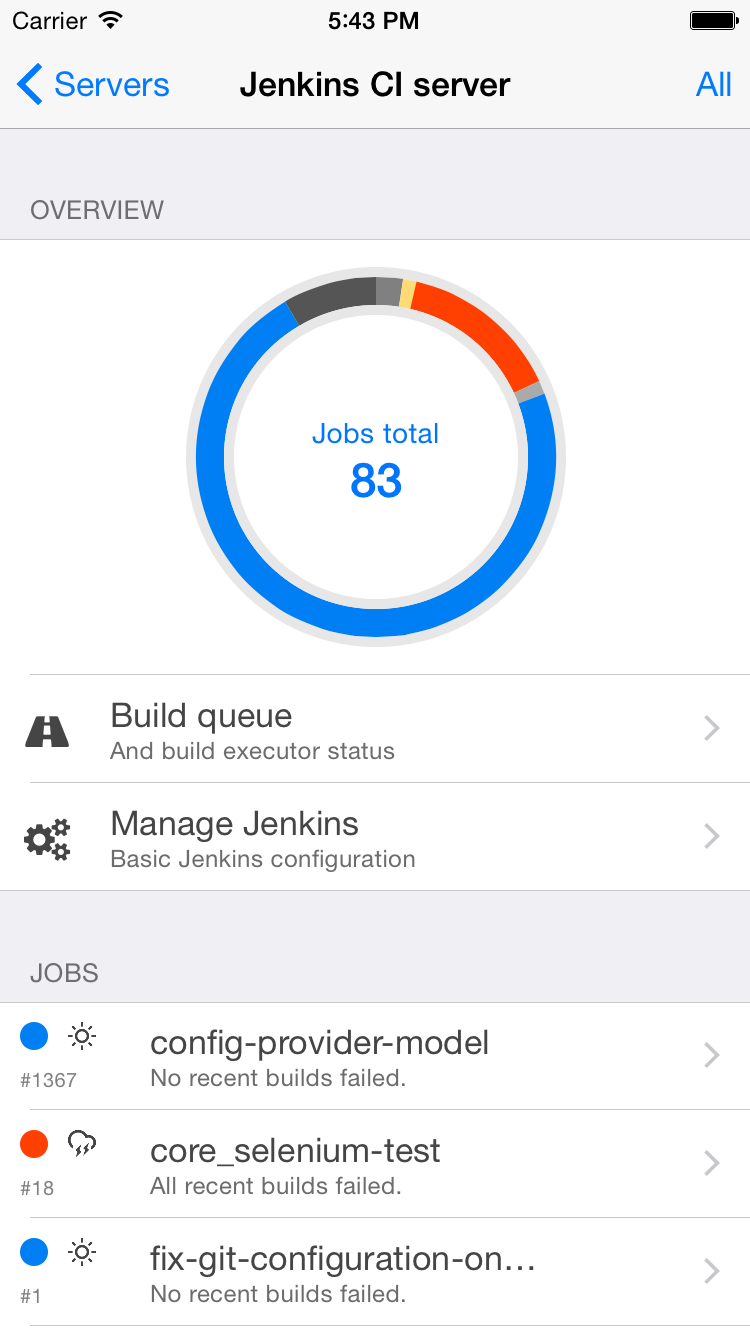 Carrier 5:43 PM
Servers Jenkins CI server All
OVERVIEW
Jobs total
83
Build queue
And build executor status
Manage Jenkins
Basic Jenkins configuration
JOBS
config-provider-model
#1367 No recent builds failed.
core_selenium-test
#18 All recent builds failed.
fix-git-configuration-on…
#1 No recent builds failed.